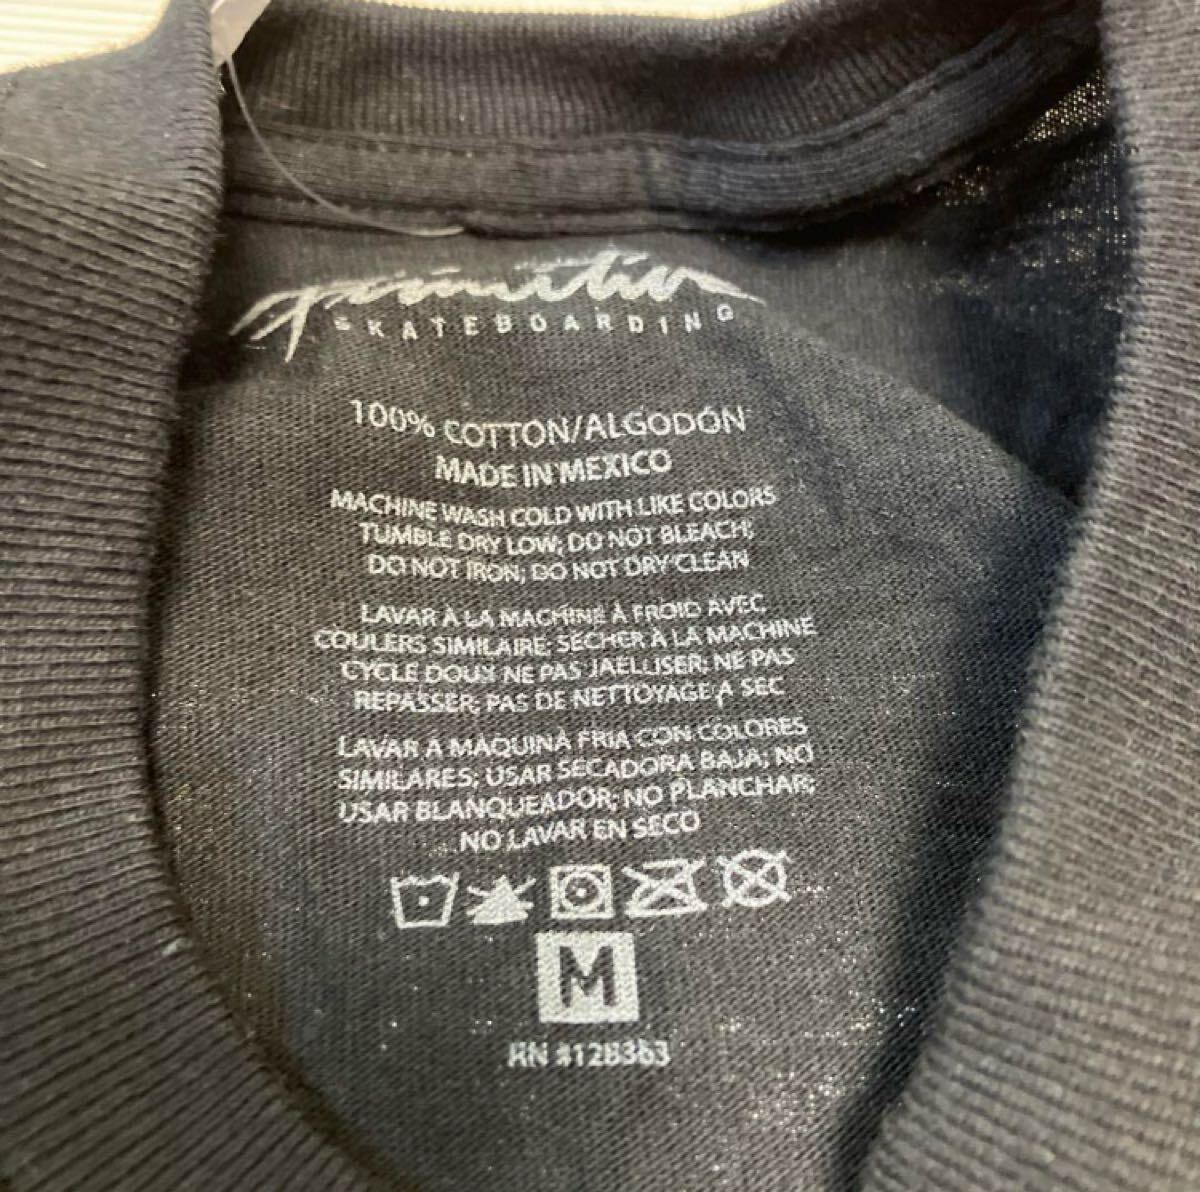 Primitive
SKATEBOARDING
100% COTTON/ALGODÓN
MADE IN MEXICO
MACHINE WASH COLD WITH LIKE COLORS
TUMBLE DRY LOW; DO NOT BLEACH;
DO NOT IRON; DO NOT DRY CLEAN
LAVAR À LA MACHINE À FROID AVEC
COULERS SIMILAIRE; SÉCHER À LA MACHINE
CYCLE DOUX NE PAS JAELLISER; NE PAS
REPASSER; PAS DE NETTOYAGE A SEC
LAVAR A MAQUINA FRIA CON COLORES
SIMILARES; USAR SECADORA BAJA; NO
USAR BLANQUEADOR; NO PLANCHAR;
NO LAVAR EN SECO
M
RN #128363